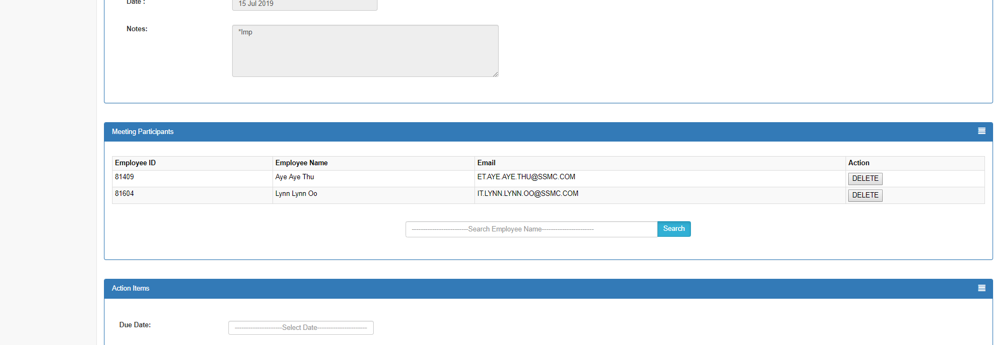 Date :
15 Jul 2019
Notes:
*Imp
Meeting Participants
Employee ID Employee Name Email Action
81409 Aye Aye Thu ET.AYE.AYE.THU@SSMC.COM DELETE
81604 Lynn Lynn Oo IT.LYNN.LYNN.OO@SSMC.COM DELETE
-------------------------Search Employee Name----------------------- Search
Action Items
Due Date: ---------------------Select Date----------------------